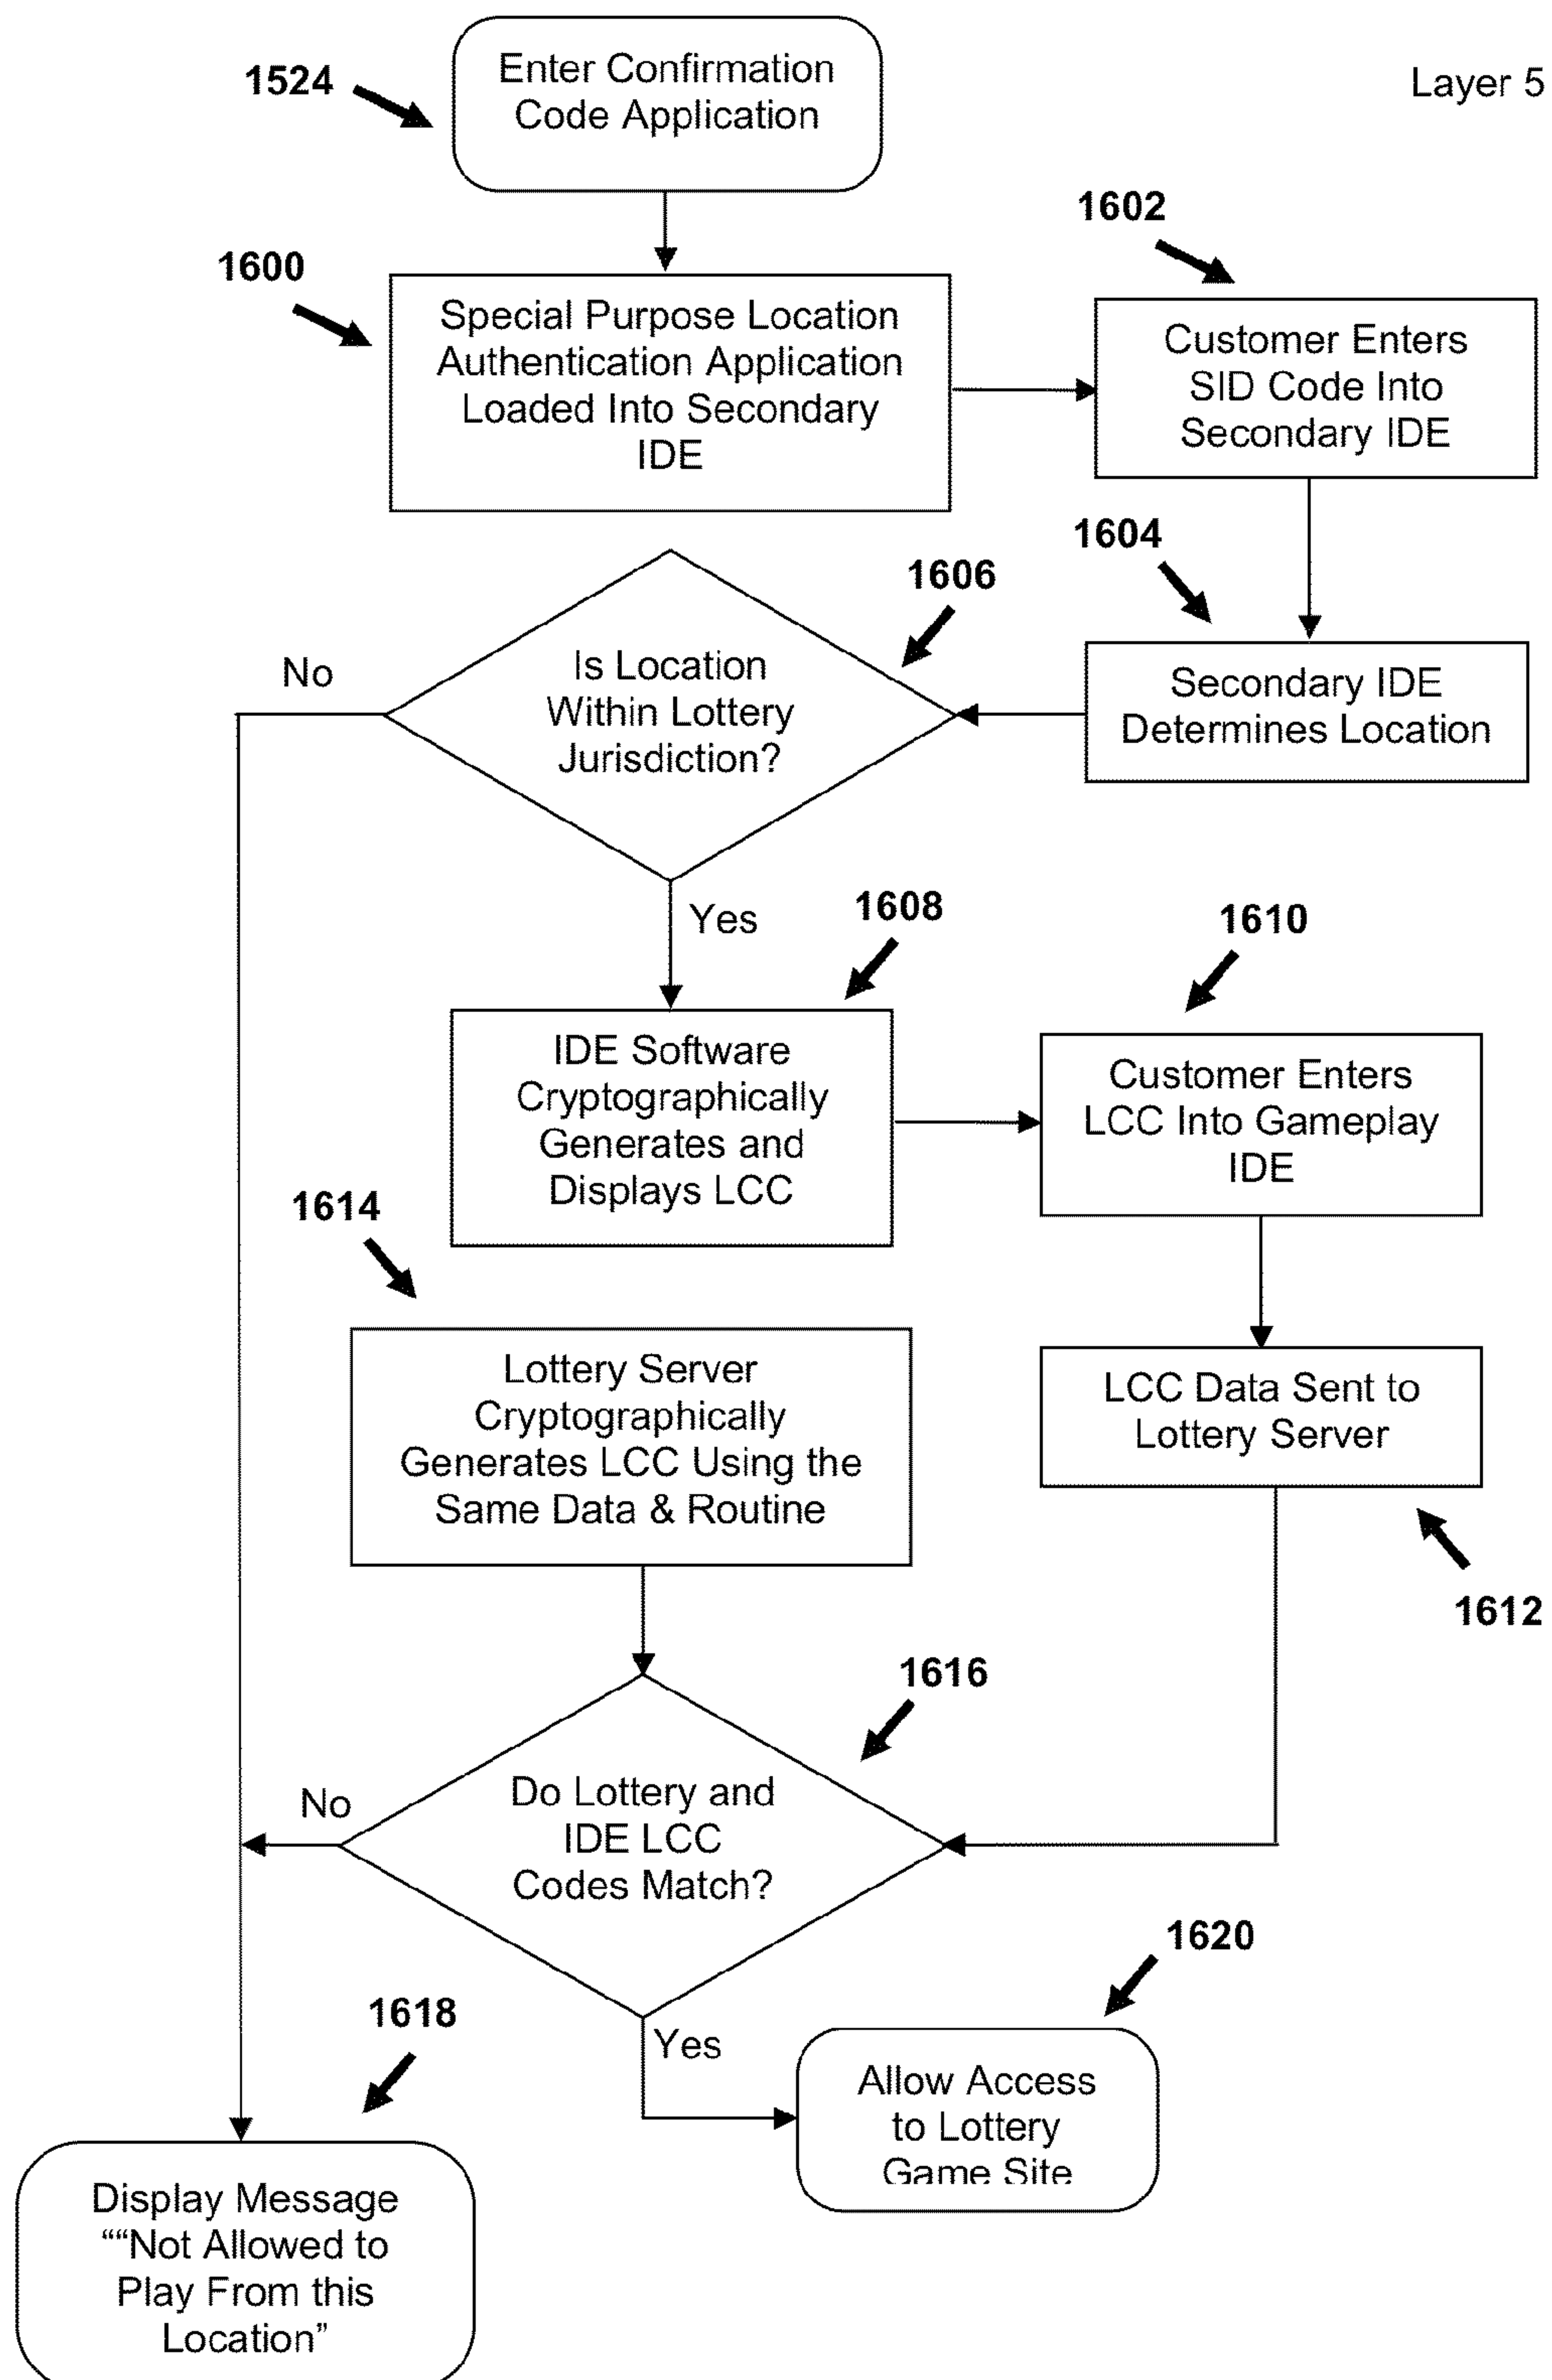 Enter Confirmation
Code Application
1524
Layer 5
1602
1600
Special Purpose Location
Authentication Application
Loaded Into Secondary
IDE
Customer Enters
SID Code Into
Secondary IDE
1604
1606
No
Is Location
Within Lottery
Jurisdiction?
Secondary IDE
Determines Location
Yes
1608
1610
IDE Software
Cryptographically
Generates and
Displays LCC
Customer Enters
LCC Into Gameplay
IDE
1614
Lottery Server
Cryptographically
Generates LCC Using the
Same Data & Routine
LCC Data Sent to
Lottery Server
1612
1616
No
Do Lottery and
IDE LCC
Codes Match?
1620
1618
Yes
Allow Access
to Lottery
Game Site
Display Message
““Not Allowed to
Play From this
Location”